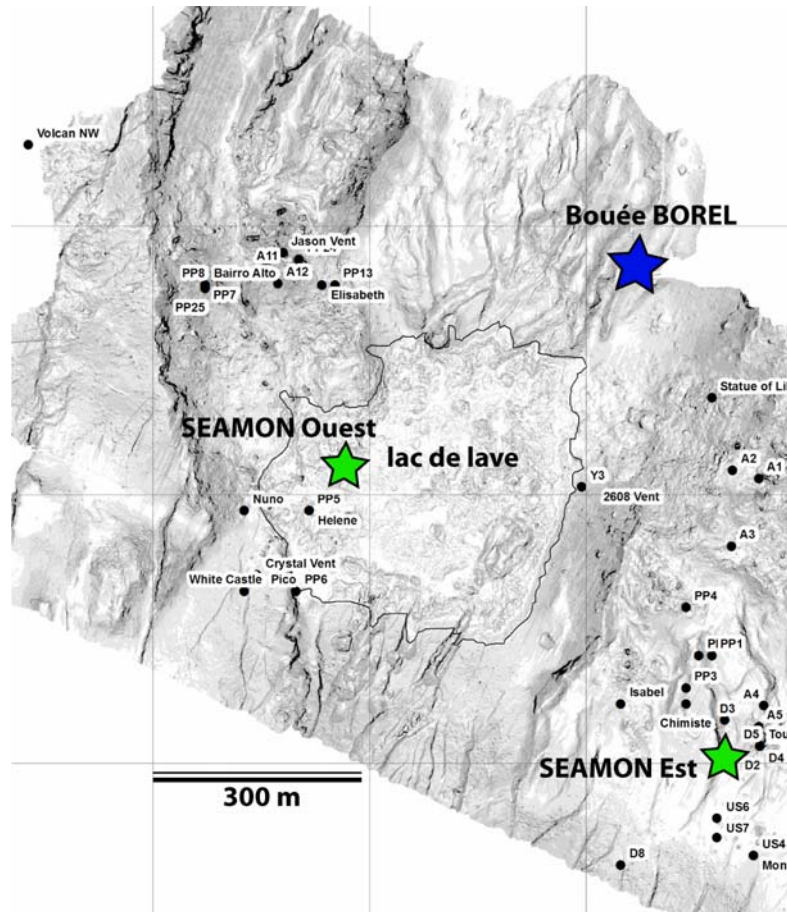 Volcan NW
Bouée BOREL
Jason Vent
A11
PP8
Bairro Alto
A12
PP13
PP7
Elisabeth
PP25
Statue of Li
SEAMON Ouest
lac de lave
A2
A1
Y3
2608 Vent
Nuno
PP5
Helene
A3
Crystal Vent
White Castle
Pico
PP6
PP4
PP1
PP3
Isabel
A4
D3
Chimiste
A5
D5
Tou
SEAMON Est
D2
D4
300 m
US6
US7
US4
D8
Mon